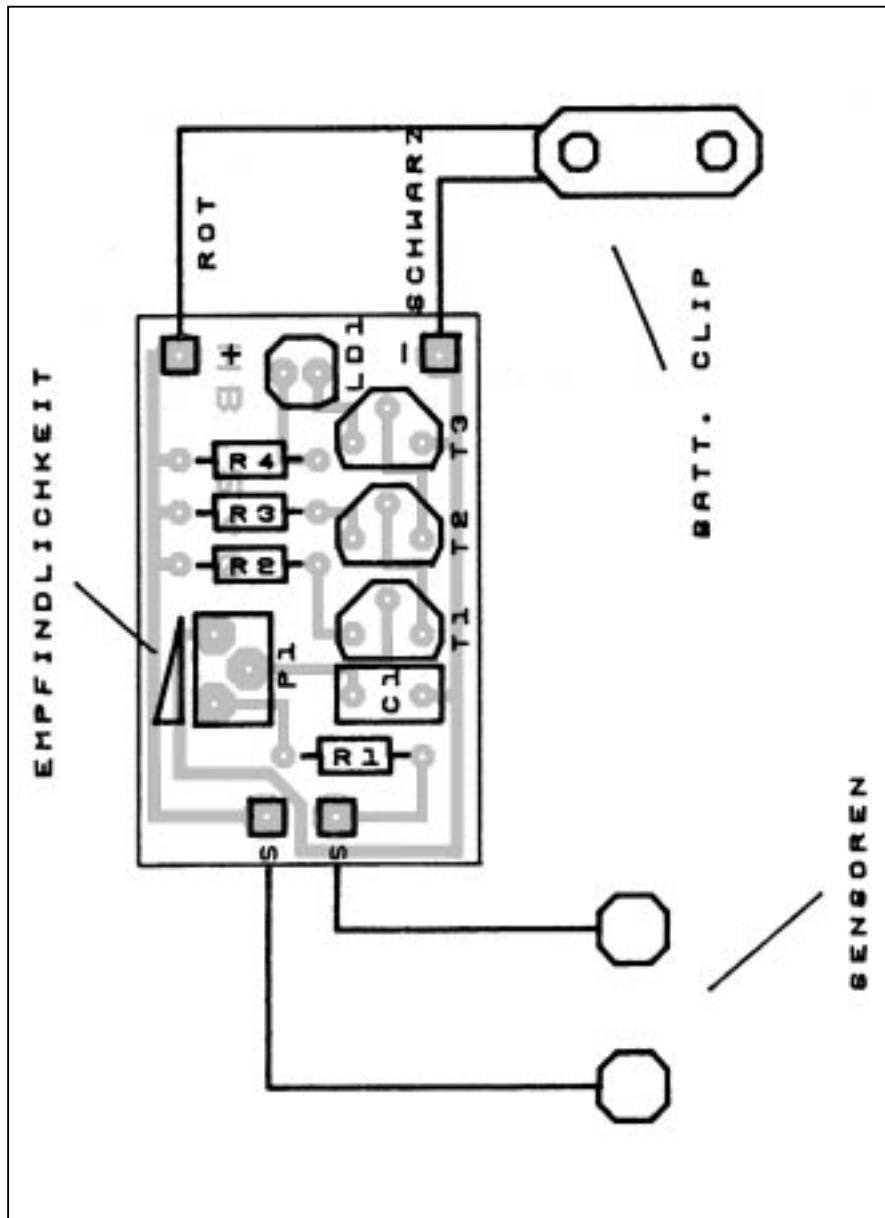 ROT
SCHWARZ
BATT. CLIP
+
LD1
−
T3
R4
R3
T2
R2
T1
P1
C1
R1
S
S
EMPFINDLICHKEIT
SENSOREN